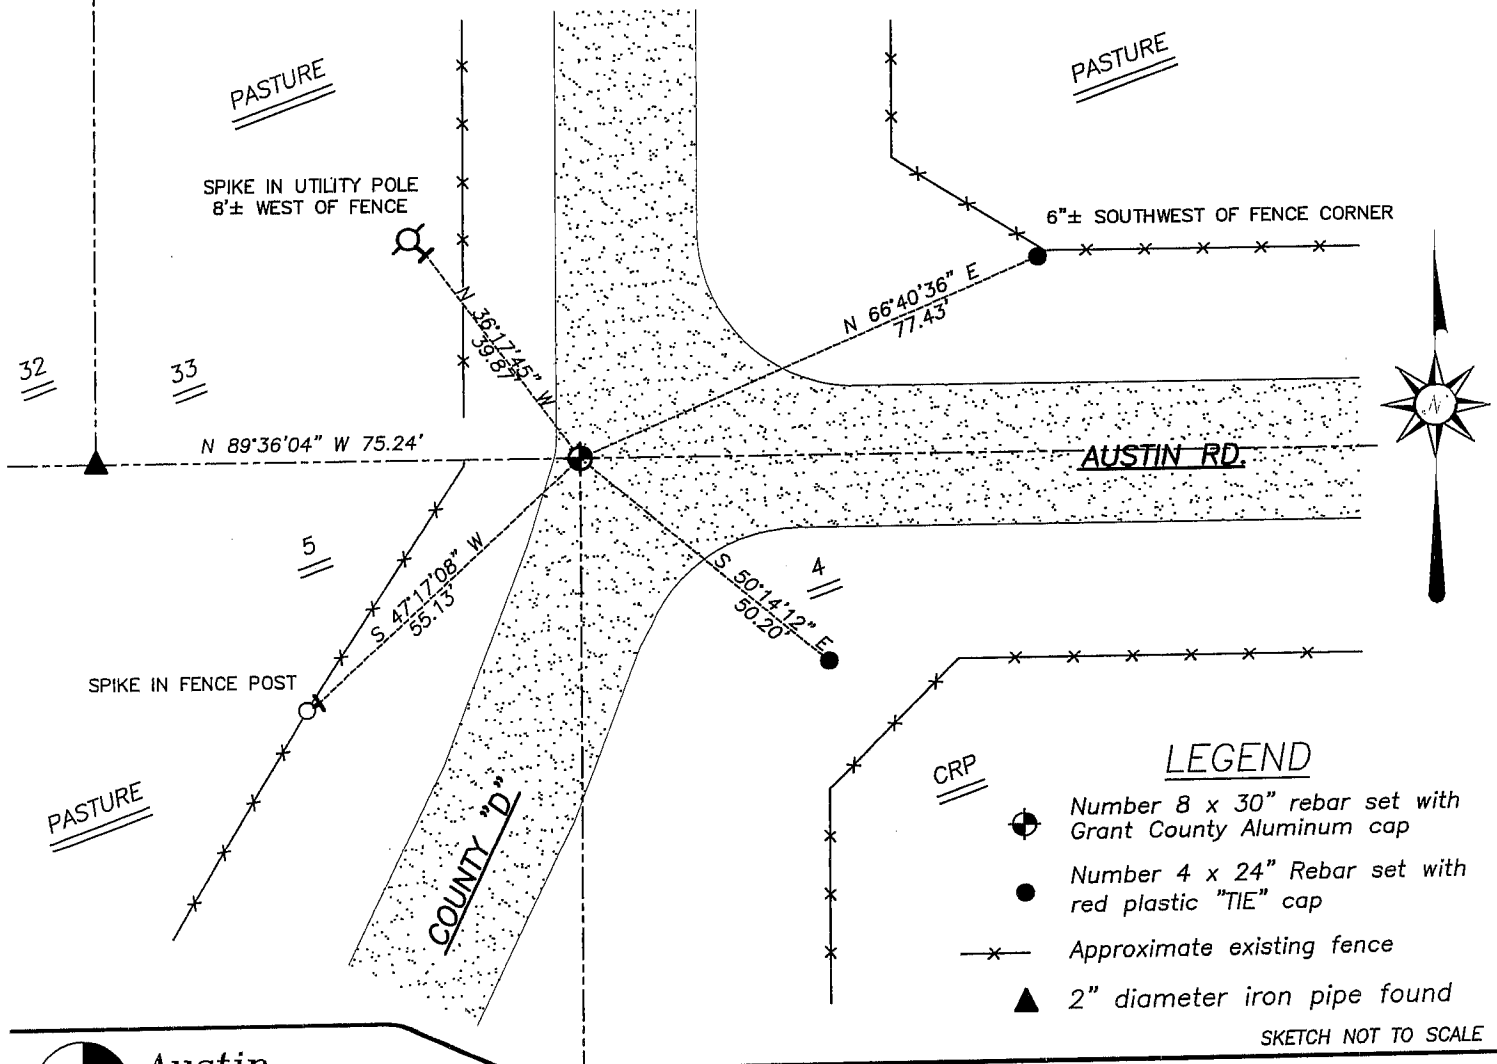 PASTURE
PASTURE
SPIKE IN UTILITY POLE
8'± WEST OF FENCE
6"± SOUTHWEST OF FENCE CORNER
N 66°40'36" E
77.43'
N 36°17'45" W
39.87'
32
33
N 89°36'04" W 75.24'
AUSTIN RD.
N
5
S 47°17'08" W
55.13'
S 50°14'12" E
50.20'
4
SPIKE IN FENCE POST
PASTURE
COUNTY "D"
CRP
LEGEND
Number 8 x 30" rebar set with
Grant County Aluminum cap
Number 4 x 24" Rebar set with
red plastic "TIE" cap
Approximate existing fence
2" diameter iron pipe found
SKETCH NOT TO SCALE
Austin